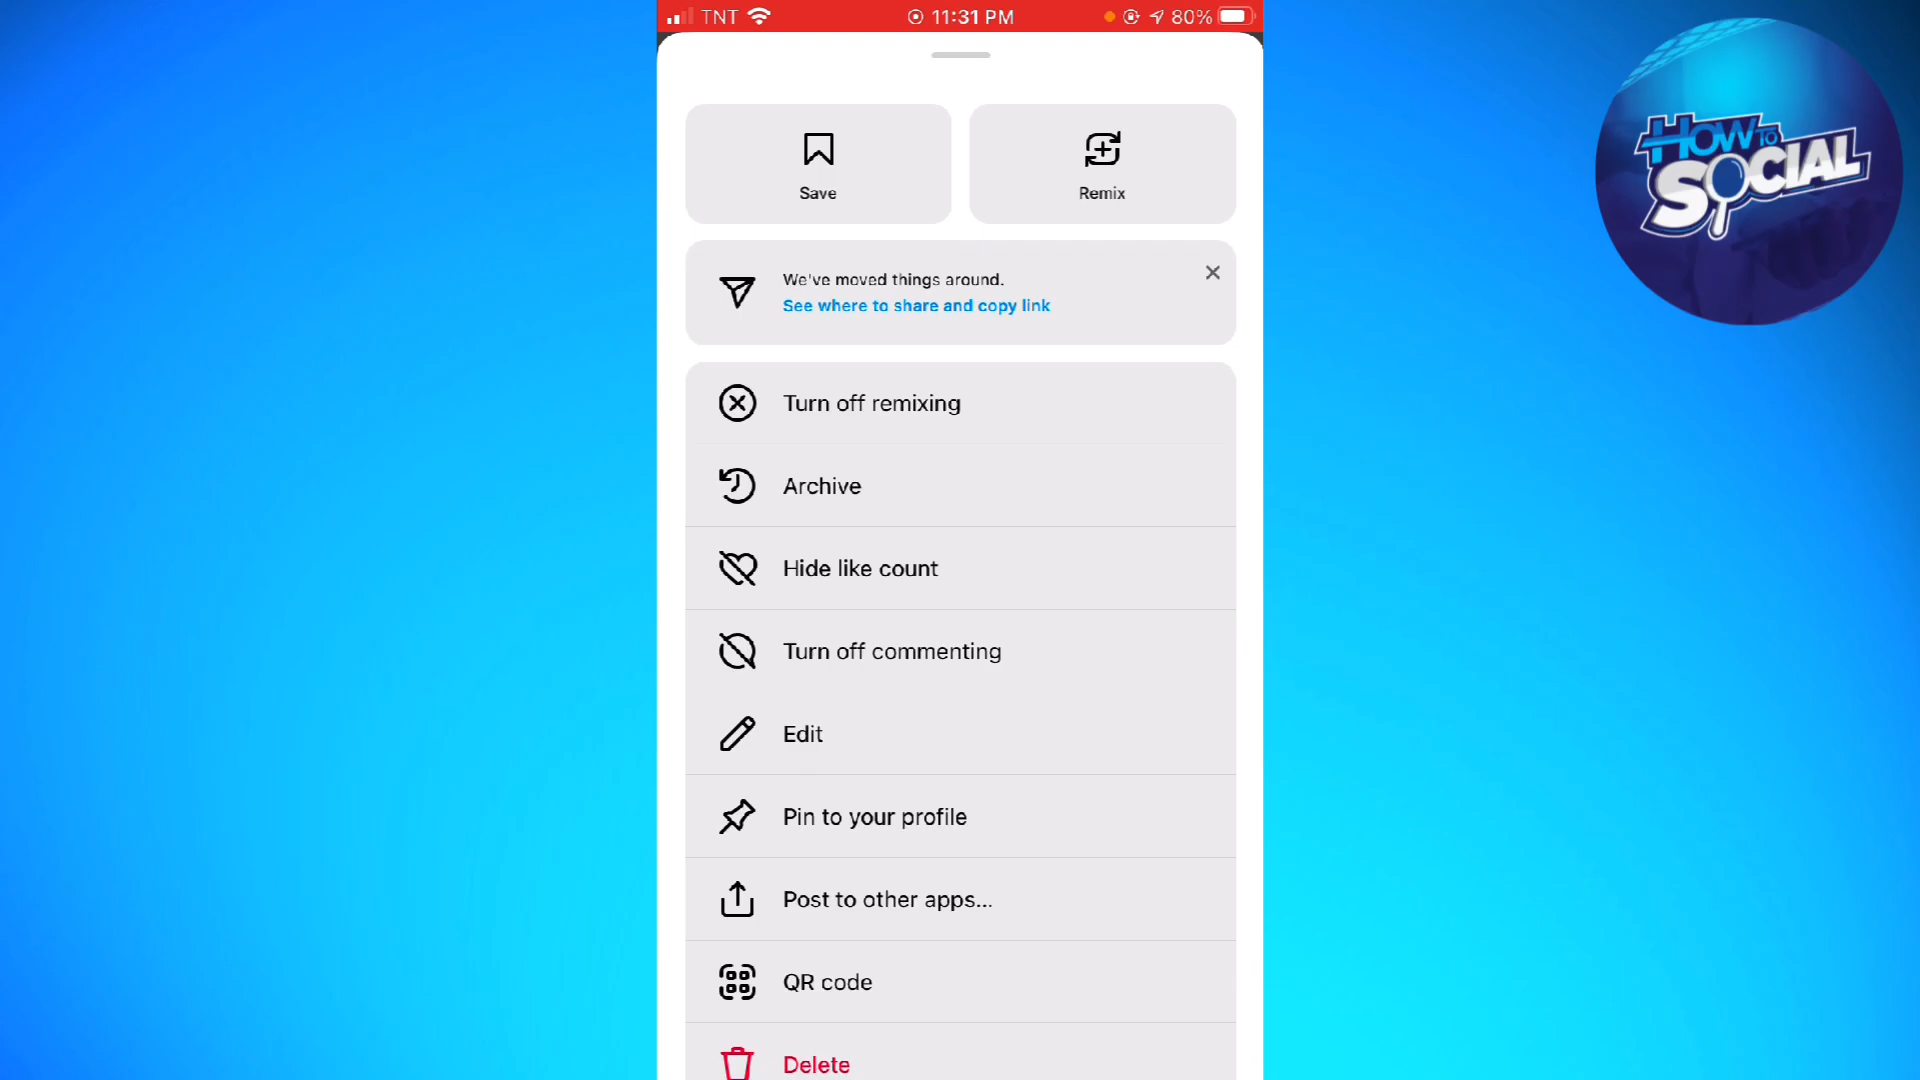 TNT 11:31 PM 80%
HOW TO
SOCIAL
Save
Remix
We've moved things around.
See where to share and copy link
Turn off remixing
Archive
Hide like count
Turn off commenting
Edit
Pin to your profile
Post to other apps...
QR code
Delete